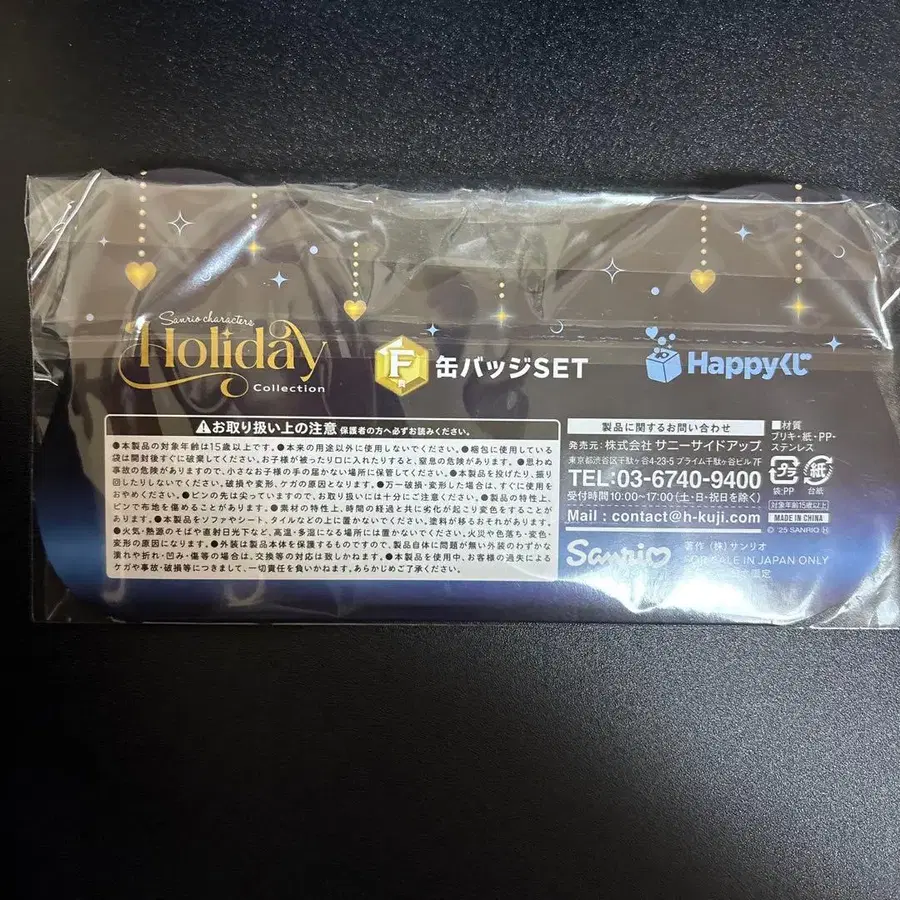 Sanrio characters
Holiday
Collection
F賞
缶バッジSET
Happyくじ
お取り扱い上の注意 保護者の方へ必ずお読みください。
●本製品の対象年齢は15歳以上です。●本来の用途以外に使用しないでください。●梱包に使用している
袋は開封後すぐに破棄してください。お子様が被ったり口に入れたりすると、窒息の危険があります。●思わぬ
事故の危険がありますので、小さなお子様の手の届かない場所に保管してください。●本製品を投げたり、振り
回したりしないでください。破損や変形、ケガの原因となります。●万一破損・変形した場合は、すぐに使用を
おやめください。●ピンの先は尖っていますので、お取り扱いには十分にご注意ください。●製品の特性上、
ピンで布地を傷めることがあります。●素材の特性上、時間の経過と共に劣化が起こり変色をすることが
あります。●本製品をソファやシート、タイルなどの上に置かないでください。塗料が移るおそれがあります。
●火気・熱源のそばや直射日光下など、高温・多湿になる場所には置かないでください。火災や色落ち・変色・
変形の原因になります。●外装は製品本体を保護するものですので、製品自体に問題が無い外装のわずかな
潰れや折れ・凹み・傷等の場合は、交換等の対応は致しかねます。●本製品を使用中、お客様の過失による
ケガや事故・破損等につきまして、一切責任を負いかねます。あらかじめご了承ください。
製品に関するお問い合わせ
発売元:株式会社 サニーサイドアップ
東京都渋谷区千駄ヶ谷4-23-5 プライム千駄ヶ谷ビル7F
TEL:03-6740-9400
受付時間10:00~17:00(土・日・祝日を除く)
Mail : contact@h-kuji.com
■材質
ブリキ・紙・PP・
ステンレス
プラ
紙
袋:PP
台紙
対象年齢15歳以上
MADE IN CHINA
© '25 SANRIO
Sanrio
著作(株)サンリオ
FOR SALE IN JAPAN ONLY